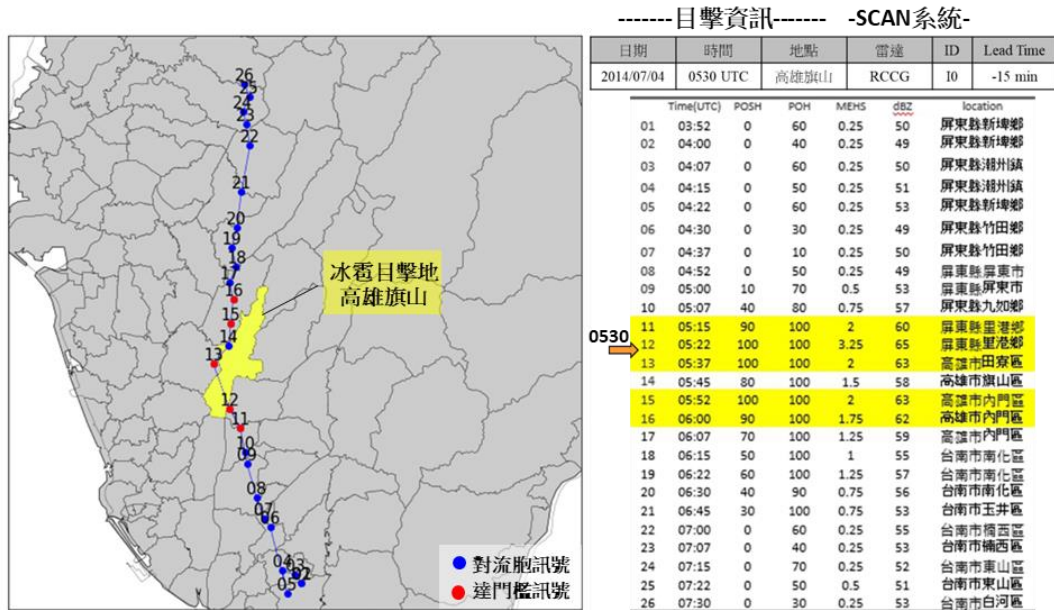 -------目擊資訊------- -SCAN系統-
日期 時間 地點 雷達 ID Lead Time
2014/07/04 0530 UTC 高雄旗山 RCCG I0 -15 min
Time(UTC) POSH POH MEHS dBZ location
01 03:52 0 60 0.25 50 屏東縣新埤鄉
02 04:00 0 40 0.25 49 屏東縣新埤鄉
03 04:07 0 60 0.25 50 屏東縣潮州鎮
04 04:15 0 50 0.25 51 屏東縣潮州鎮
05 04:22 0 60 0.25 53 屏東縣新埤鄉
06 04:30 0 30 0.25 49 屏東縣竹田鄉
07 04:37 0 10 0.25 50 屏東縣竹田鄉
08 04:52 0 50 0.25 49 屏東縣屏東市
09 05:00 10 70 0.5 53 屏東縣屏東市
10 05:07 40 80 0.75 57 屏東縣九如鄉
11 05:15 90 100 2 60 屏東縣里港鄉
0530
12 05:22 100 100 3.25 65 屏東縣里港鄉
13 05:37 100 100 2 63 高雄市田寮區
14 05:45 80 100 1.5 58 高雄市旗山區
15 05:52 100 100 2 63 高雄市內門區
16 06:00 90 100 1.75 62 高雄市內門區
17 06:07 70 100 1.25 59 高雄市內門區
18 06:15 50 100 1 55 台南市南化區
19 06:22 60 100 1.25 57 台南市南化區
20 06:30 40 90 0.75 56 台南市南化區
21 06:45 30 100 0.75 53 台南市玉井區
22 07:00 0 60 0.25 55 台南市楠西區
23 07:07 0 40 0.25 53 台南市楠西區
24 07:15 0 70 0.25 52 台南市東山區
25 07:22 0 50 0.5 51 台南市東山區
26 07:30 0 30 0.25 53 台南市白河區
26
25
24
23
22
21
20
19
18
17
16
15
14
13
12
11
10
09
08
07
06
04
03
02
05
冰雹目擊地
高雄旗山
對流胞訊號
達門檻訊號